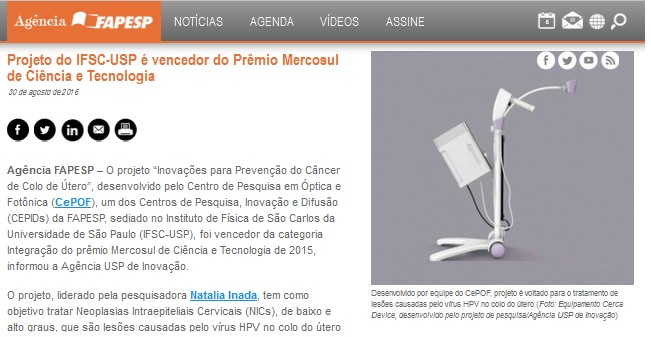 Agência FAPESP NOTÍCIAS AGENDA VÍDEOS ASSINE
Projeto do IFSC-USP é vencedor do Prêmio Mercosul
de Ciência e Tecnologia
30 de agosto de 2016
Agência FAPESP – O projeto “Inovações para Prevenção do Câncer
de Colo de Útero”, desenvolvido pelo Centro de Pesquisa em Óptica e
Fotônica (CePOF), um dos Centros de Pesquisa, Inovação e Difusão
(CEPIDs) da FAPESP, sediado no Instituto de Física de São Carlos da
Universidade de São Paulo (IFSC-USP), foi vencedor da categoria
Integração do prêmio Mercosul de Ciência e Tecnologia de 2015,
informou a Agência USP de Inovação.
O projeto, liderado pela pesquisadora Natalia Inada, tem como
objetivo tratar Neoplasias Intraepiteliais Cervicais (NICs), de baixo e
alto graus, que são lesões causadas pelo vírus HPV no colo do útero
Desenvolvido por equipe do CePOF, projeto é voltado para o tratamento de
lesões causadas pelo vírus HPV no colo do útero (Foto: Equipamento Cerca
Device, desenvolvido pelo projeto de pesquisa/Agência USP de Inovação)